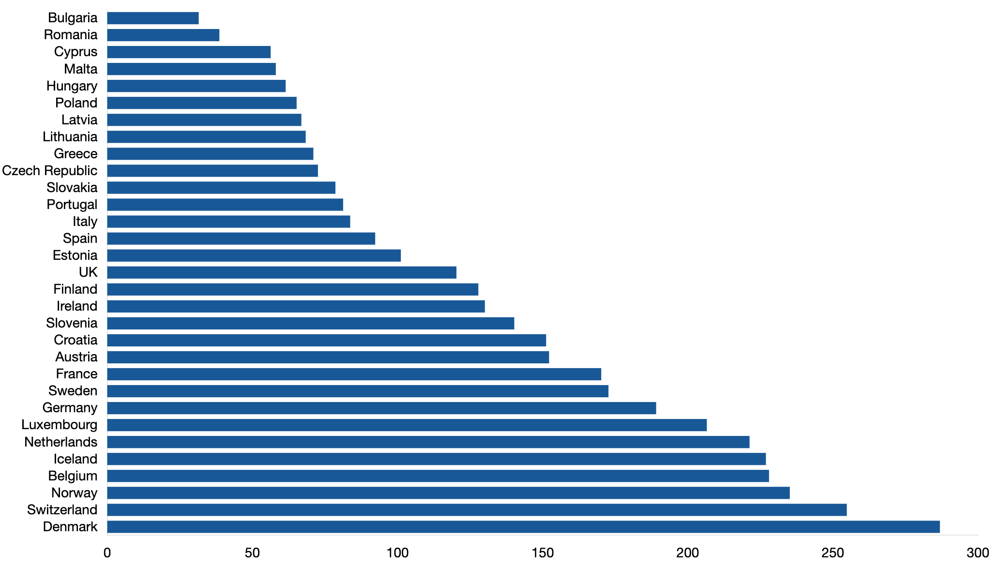 Bulgaria
Romania
Cyprus
Malta
Hungary
Poland
Latvia
Lithuania
Greece
Czech Republic
Slovakia
Portugal
Italy
Spain
Estonia
UK
Finland
Ireland
Slovenia
Croatia
Austria
France
Sweden
Germany
Luxembourg
Netherlands
Iceland
Belgium
Norway
Switzerland
Denmark
0 50 100 150 200 250 300